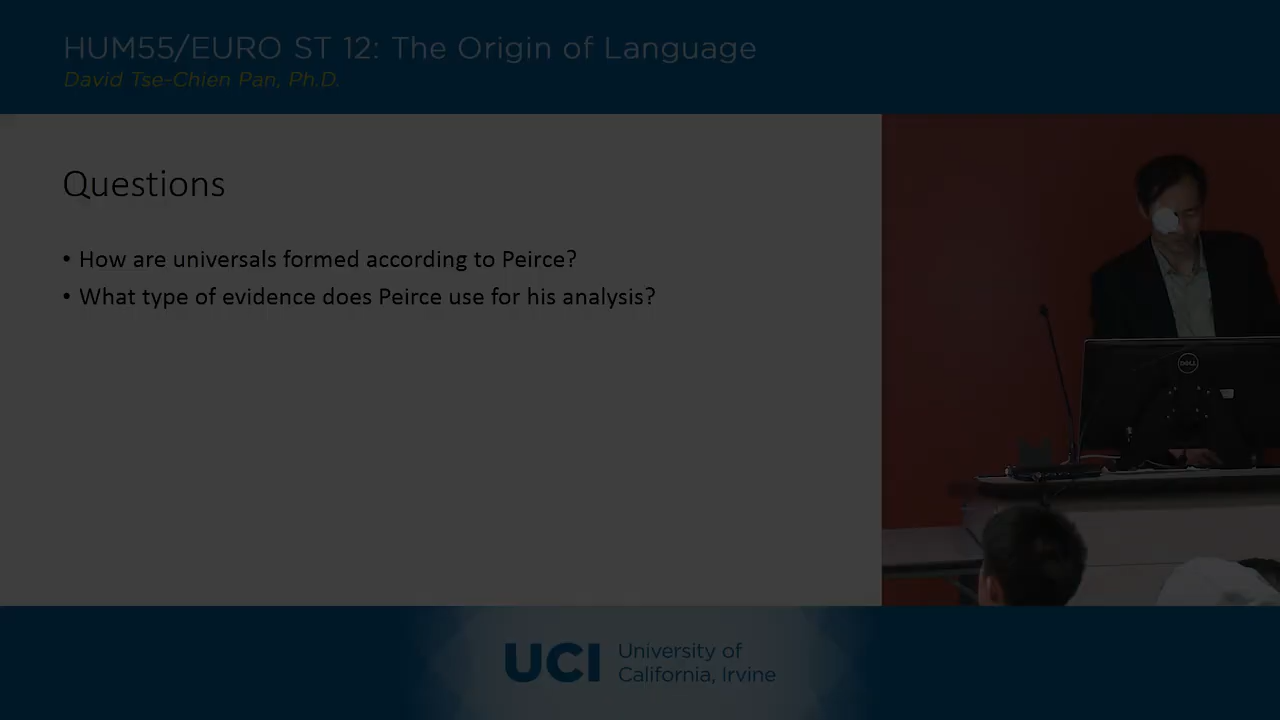 HUM55/EURO ST 12: The Origin of Language
David Tse-Chien Pan, Ph.D.
Questions
• How are universals formed according to Peirce?
• What type of evidence does Peirce use for his analysis?
DELL
UCI
University of
California, Irvine